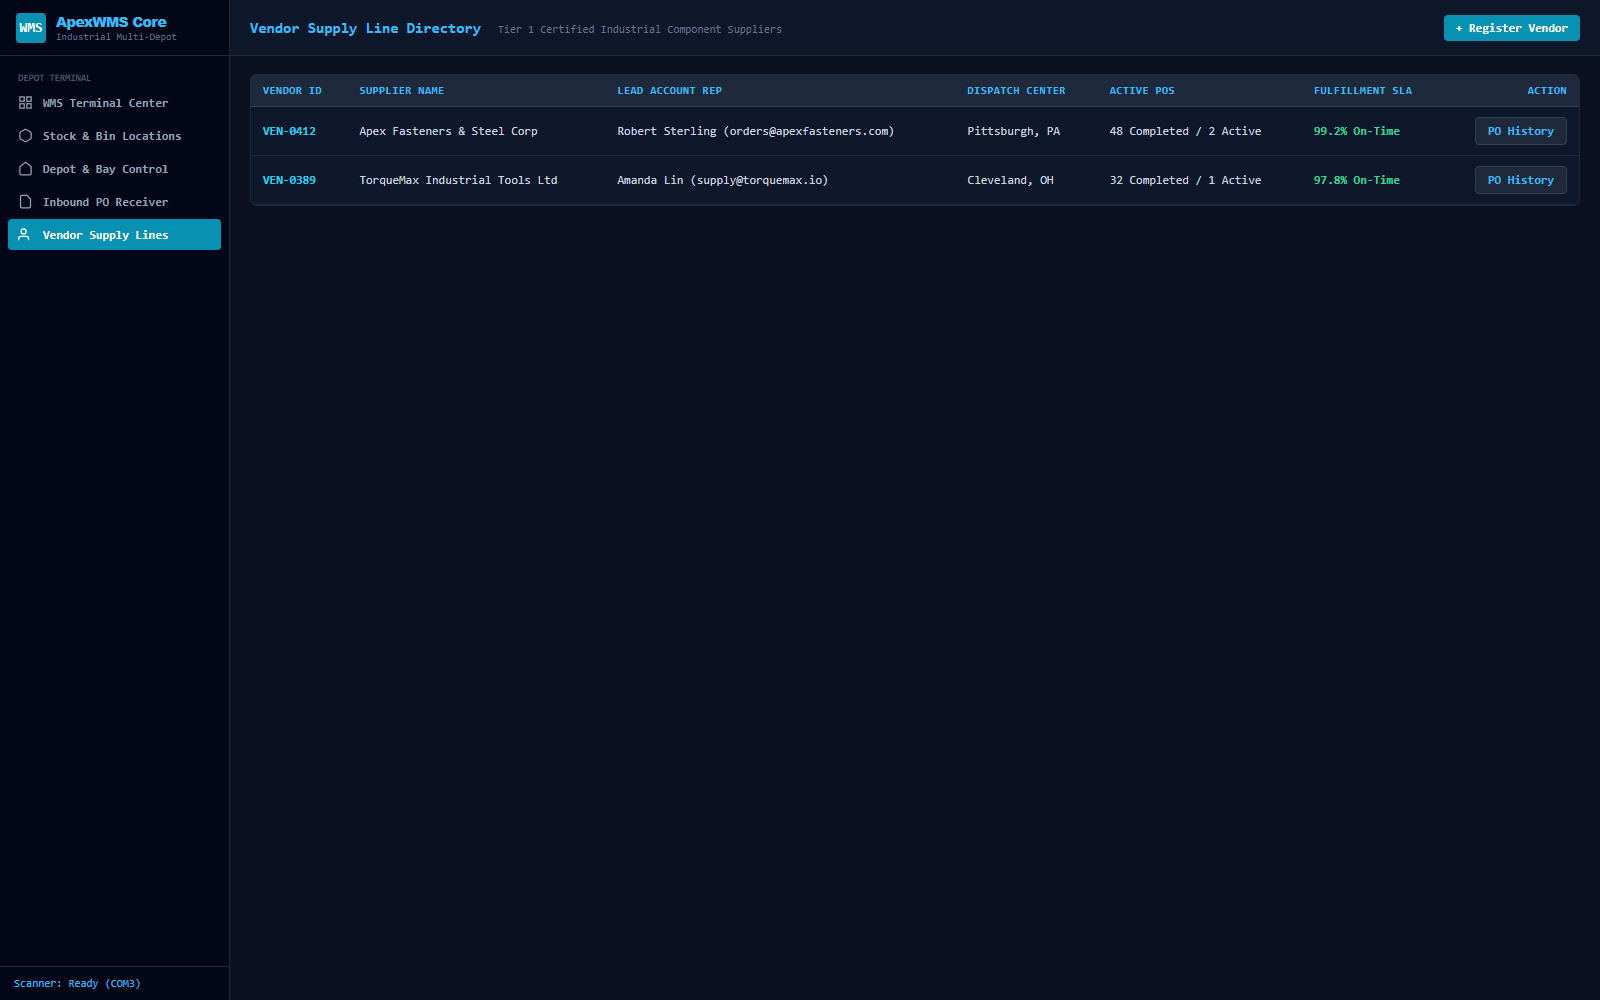 WMS
ApexWMS Core
Industrial Multi-Depot
DEPOT TERMINAL
WMS Terminal Center
Stock & Bin Locations
Depot & Bay Control
Inbound PO Receiver
Vendor Supply Lines
Scanner: Ready (COM3)
Vendor Supply Line Directory Tier 1 Certified Industrial Component Suppliers + Register Vendor
VENDOR ID SUPPLIER NAME LEAD ACCOUNT REP DISPATCH CENTER ACTIVE POS FULFILLMENT SLA ACTION
VEN-0412 Apex Fasteners & Steel Corp Robert Sterling (orders@apexfasteners.com) Pittsburgh, PA 48 Completed / 2 Active 99.2% On-Time PO History
VEN-0389 TorqueMax Industrial Tools Ltd Amanda Lin (supply@torquemax.io) Cleveland, OH 32 Completed / 1 Active 97.8% On-Time PO History